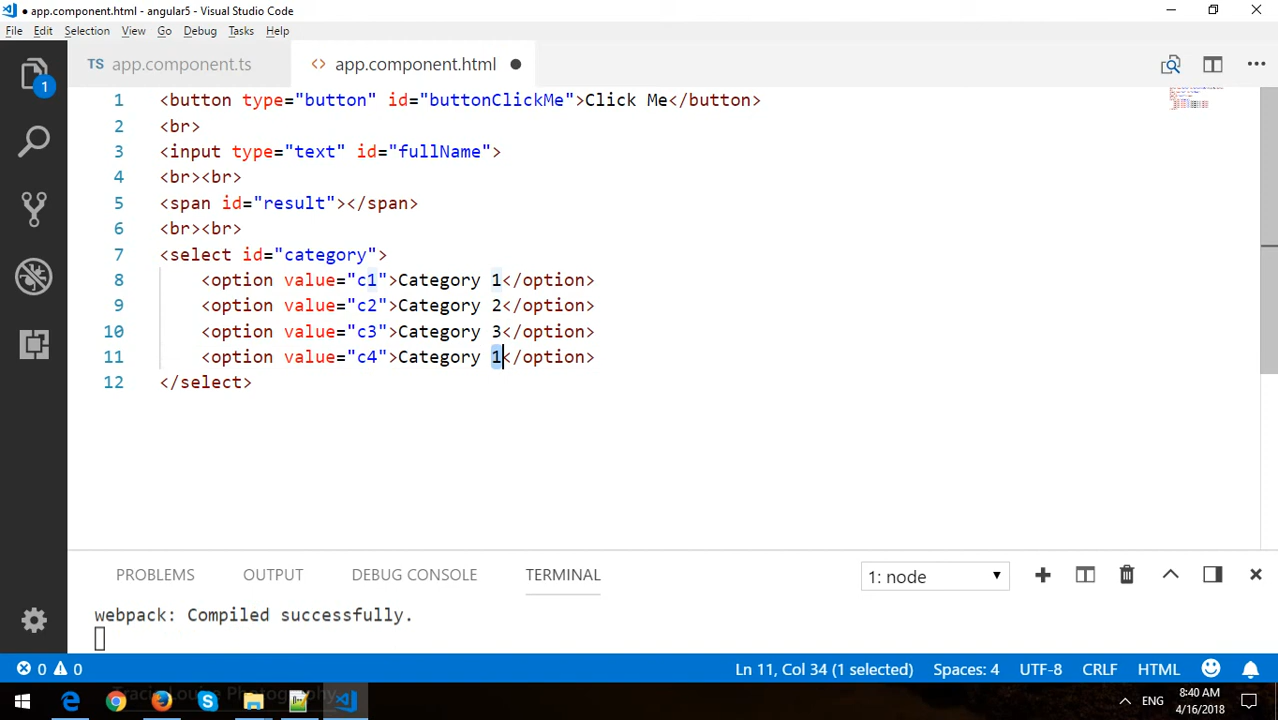 ● app.component.html - angular5 - Visual Studio Code
File Edit Selection View Go Debug Tasks Help
1
TS app.component.ts
<> app.component.html ●
1 <button type="button" id="buttonClickMe">Click Me</button>
2 <br>
3 <input type="text" id="fullName">
4 <br><br>
5 <span id="result"></span>
6 <br><br>
7 <select id="category">
8 <option value="c1">Category 1</option>
9 <option value="c2">Category 2</option>
10 <option value="c3">Category 3</option>
11 <option value="c4">Category 1</option>
12 </select>
PROBLEMS OUTPUT DEBUG CONSOLE TERMINAL
1: node
webpack: Compiled successfully.
0 0
Ln 11, Col 34 (1 selected) Spaces: 4 UTF-8 CRLF HTML
Louise Photography
ENG
8:40 AM
4/16/2018